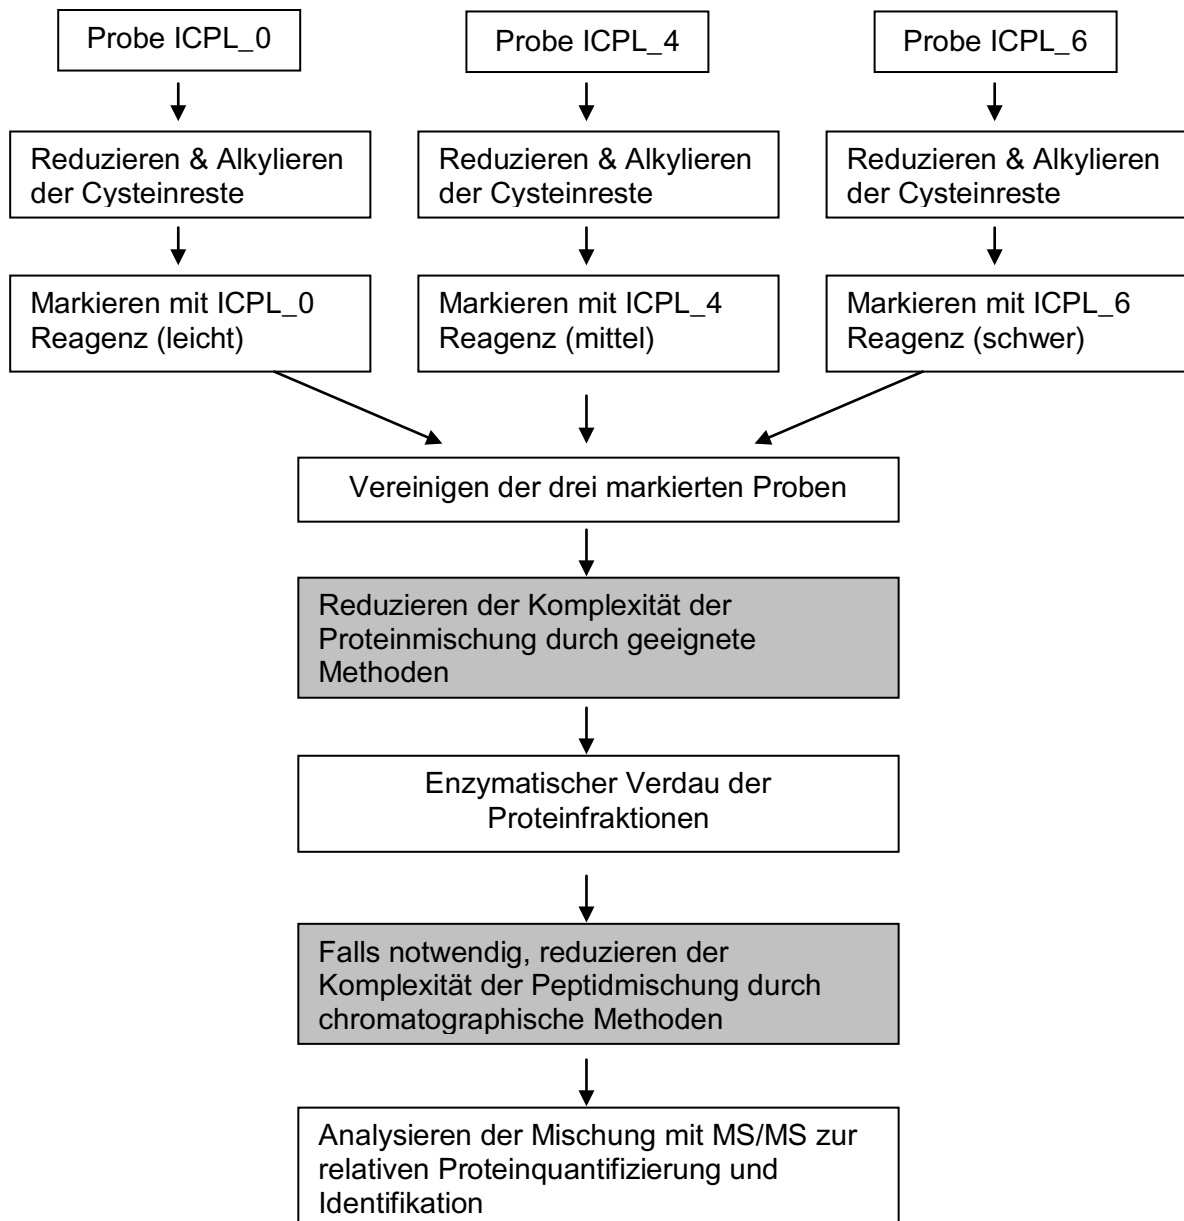 Probe ICPL_0
Probe ICPL_4
Probe ICPL_6
Reduzieren & Alkylieren
der Cysteinreste
Reduzieren & Alkylieren
der Cysteinreste
Reduzieren & Alkylieren
der Cysteinreste
Markieren mit ICPL_0
Reagenz (leicht)
Markieren mit ICPL_4
Reagenz (mittel)
Markieren mit ICPL_6
Reagenz (schwer)
Vereinigen der drei markierten Proben
Reduzieren der Komplexität der
Proteinmischung durch geeignete
Methoden
Enzymatischer Verdau der
Proteinfraktionen
Falls notwendig, reduzieren der
Komplexität der Peptidmischung durch
chromatographische Methoden
Analysieren der Mischung mit MS/MS zur
relativen Proteinquantifizierung und
Identifikation